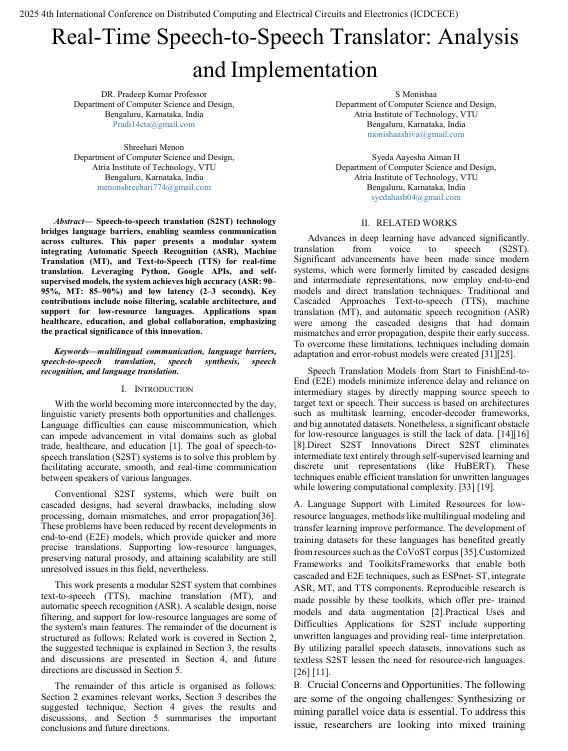 2025 4th International Conference on Distributed Computing and Electrical Circuits and Electronics (ICDCECE)
Real-Time Speech-to-Speech Translator: Analysis
and Implementation
DR. Pradeep Kumar Professor
Department of Computer Science and Design,
Bengaluru, Karnataka, India
Pradi14cta@gmail.com
Shreehari Menon
Department of Computer Science and Design,
Atria Institute of Technology, VTU
Bengaluru, Karnataka, India
menonshreehari774@gmail.com
S Monishaa
Department of Computer Science and Design,
Atria Institute of Technology, VTU
Bengaluru, Karnataka, India
monishaashiva@gmail.com
Syeda Aayesha Aiman H
Department of Computer Science and Design,
Atria Institute of Technology, VTU
Bengaluru, Karnataka, India
syedahash04@gmail.com
Abstract— Speech-to-speech translation (S2ST) technology
bridges language barriers, enabling seamless communication
across cultures. This paper presents a modular system
integrating Automatic Speech Recognition (ASR), Machine
Translation (MT), and Text-to-Speech (TTS) for real-time
translation. Leveraging Python, Google APIs, and self-
supervised models, the system achieves high accuracy (ASR: 90–
95%, MT: 85–90%) and low latency (2–3 seconds). Key
contributions include noise filtering, scalable architecture, and
support for low-resource languages. Applications span
healthcare, education, and global collaboration, emphasizing
the practical significance of this innovation.
Keywords—multilingual communication, language barriers,
speech-to-speech translation, speech synthesis, speech
recognition, and language translation.
I. INTRODUCTION
With the world becoming more interconnected by the day,
linguistic variety presents both opportunities and challenges.
Language difficulties can cause miscommunication, which
can impede advancement in vital domains such as global
trade, healthcare, and education [1]. The goal of speech-to-
speech translation (S2ST) systems is to solve this problem by
facilitating accurate, smooth, and real-time communication
between speakers of various languages.
Conventional S2ST systems, which were built on
cascaded designs, had several drawbacks, including slow
processing, domain mismatches, and error propagation[36].
These problems have been reduced by recent developments in
end-to-end (E2E) models, which provide quicker and more
precise translations. Supporting low-resource languages,
preserving natural prosody, and attaining scalability are still
unresolved issues in this field, nevertheless.
This work presents a modular S2ST system that combines
text-to-speech (TTS), machine translation (MT), and
automatic speech recognition (ASR). A scalable design, noise
filtering, and support for low-resource languages are some of
the system's main features. The remainder of the document is
structured as follows: Related work is covered in Section 2,
the suggested technique is explained in Section 3, the results
and discussions are presented in Section 4, and future
directions are discussed in Section 5.
The remainder of this article is organised as follows:
Section 2 examines relevant works, Section 3 describes the
suggested technique, Section 4 gives the results and
discussions, and Section 5 summarises the important
conclusions and future directions.
II. RELATED WORKS
Advances in deep learning have advanced significantly.
translation from voice to speech (S2ST).
Significant advancements have been made since modern
systems, which were formerly limited by cascaded designs
and intermediate representations, now employ end-to-end
models and direct translation techniques. Traditional and
Cascaded Approaches Text-to-speech (TTS), machine
translation (MT), and automatic speech recognition (ASR)
were among the cascaded designs that had domain
mismatches and error propagation, despite their early success.
To overcome these limitations, techniques including domain
adaptation and error-robust models were created [31][25].
Speech Translation Models from Start to FinishEnd-to-
End (E2E) models minimize inference delay and reliance on
intermediary stages by directly mapping source speech to
target text or speech. Their success is based on architectures
such as multitask learning, encoder-decoder frameworks,
and big annotated datasets. Nonetheless, a significant obstacle
for low-resource languages is still the lack of data. [14][16]
[8].Direct S2ST Innovations Direct S2ST eliminates
intermediate text entirely through self-supervised learning and
discrete unit representations (like HuBERT). These
techniques enable efficient translation for unwritten languages
while lowering computational complexity. [33] [19].
A. Language Support with Limited Resources for low-
resource languages, methods like multilingual modeling and
transfer learning improve performance. The development of
training datasets for these languages has benefited greatly
from resources such as the CoVoST corpus [35].Customized
Frameworks and ToolkitsFrameworks that enable both
cascaded and E2E techniques, such as ESPnet- ST, integrate
ASR, MT, and TTS components. Reproducible research is
made possible by these toolkits, which offer pre- trained
models and data augmentation [2].Practical Uses and
Difficulties Applications for S2ST include supporting
unwritten languages and providing real- time interpretation.
By utilizing parallel speech datasets, innovations such as
textless S2ST lessen the need for resource-rich languages.
[26] [11].
B. Crucial Concerns and Opportunities. The following
are some of the ongoing challenges: Synthesizing or
mining parallel voice data is essential. To address this
issue, researchers are looking into mixed training